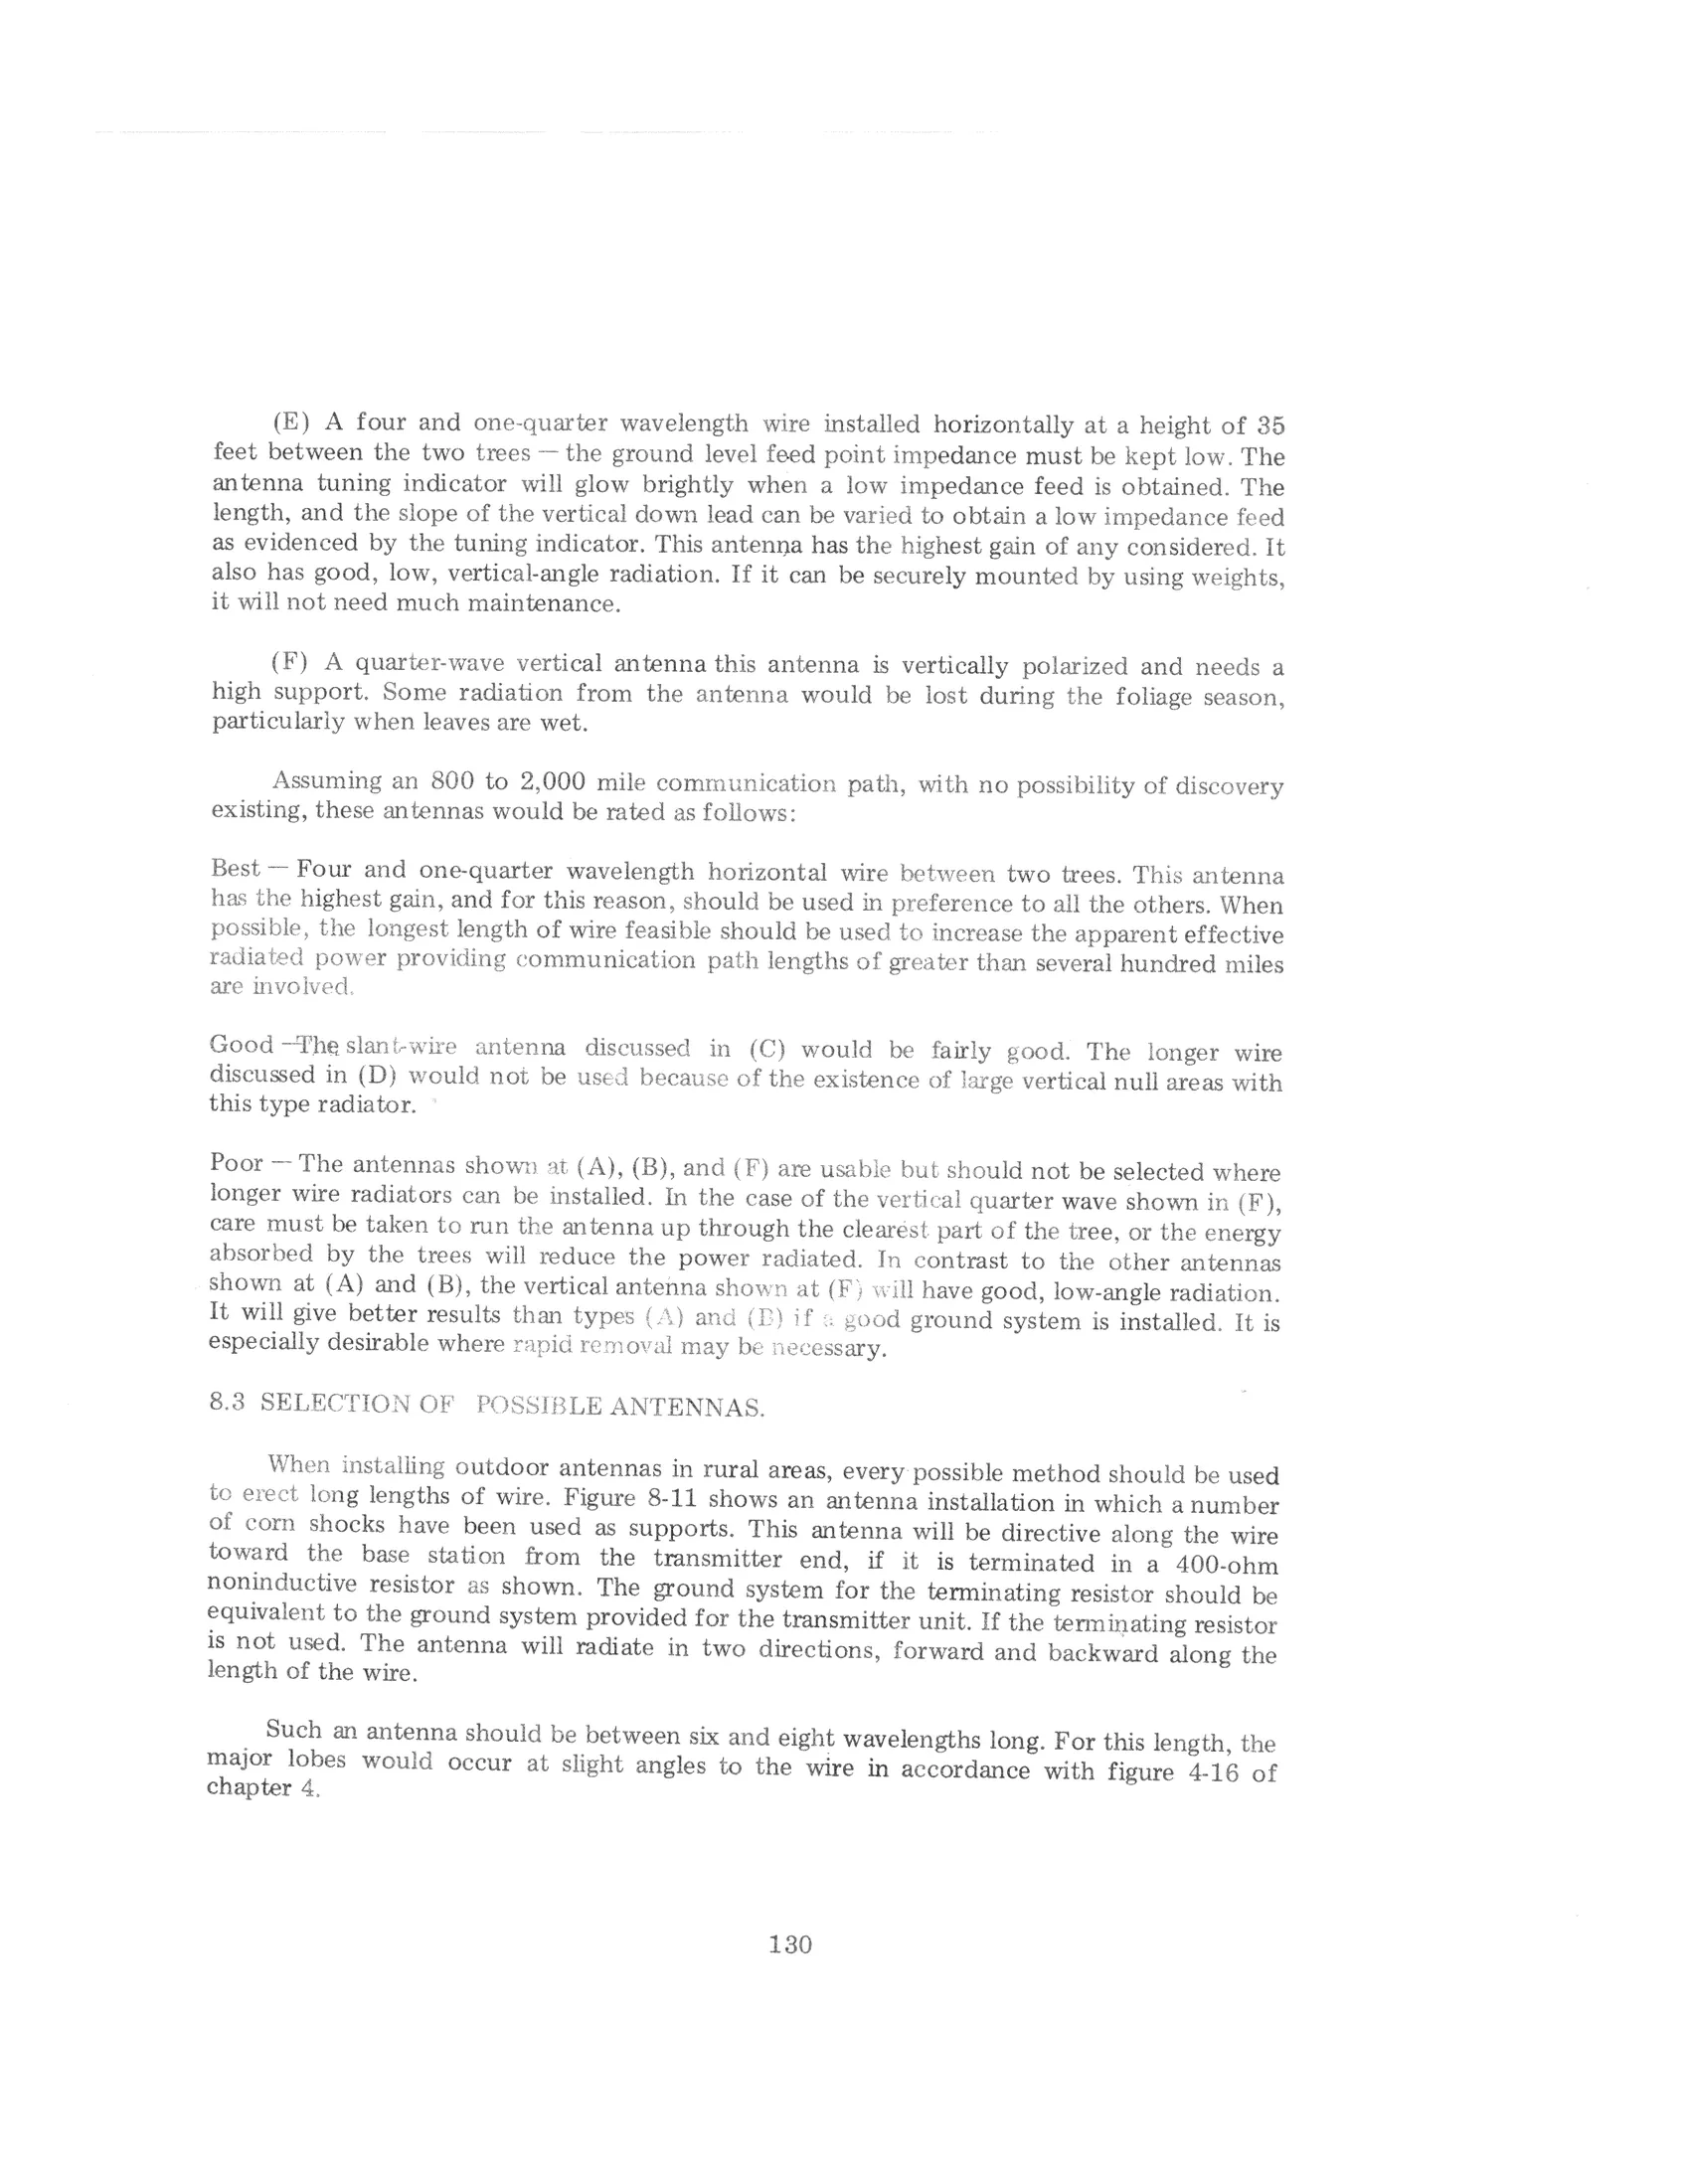 (E) A four and one-quarter wavelength wire installed horizontally at a height of 35
feet between the two trees — the ground level feed point impedance must be kept low. The
antenna tuning indicator will glow brightly when a low impedance feed is obtained. The
length, and the slope of the vertical down lead can be varied to obtain a low impedance feed
as evidenced by the tuning indicator. This antenna has the highest gain of any considered. It
also has good, low, vertical-angle radiation. If it can be securely mounted by using weights,
it will not need much maintenance.
(F) A quarter-wave vertical antenna this antenna is vertically polarized and needs a
high support. Some radiation from the antenna would be lost during the foliage season,
particularly when leaves are wet.
Assuming an 800 to 2,000 mile communication path, with no possibility of discovery
existing, these antennas would be rated as follows:
Best — Four and one-quarter wavelength horizontal wire between two trees. This antenna
has the highest gain, and for this reason, should be used in preference to all the others. When
possible, the longest length of wire feasible should be used to increase the apparent effective
radiated power providing communication path lengths of greater than several hundred miles
are involved.
Good —The slant-wire antenna discussed in (C) would be fairly good. The longer wire
discussed in (D) would not be used because of the existence of large vertical null areas with
this type radiator.
Poor — The antennas shown at (A), (B), and (F) are usable but should not be selected where
longer wire radiators can be installed. In the case of the vertical quarter wave shown in (F),
care must be taken to run the antenna up through the clearest part of the tree, or the energy
absorbed by the trees will reduce the power radiated. In contrast to the other antennas
shown at (A) and (B), the vertical antenna shown at (F) will have good, low-angle radiation.
It will give better results than types (A) and (B) if a good ground system is installed. It is
especially desirable where rapid removal may be necessary.
8.3 SELECTION OF POSSIBLE ANTENNAS.
When installing outdoor antennas in rural areas, every possible method should be used
to erect long lengths of wire. Figure 8-11 shows an antenna installation in which a number
of corn shocks have been used as supports. This antenna will be directive along the wire
toward the base station from the transmitter end, if it is terminated in a 400-ohm
noninductive resistor as shown. The ground system for the terminating resistor should be
equivalent to the ground system provided for the transmitter unit. If the terminating resistor
is not used. The antenna will radiate in two directions, forward and backward along the
length of the wire.
Such an antenna should be between six and eight wavelengths long. For this length, the
major lobes would occur at slight angles to the wire in accordance with figure 4-16 of
chapter 4.
130